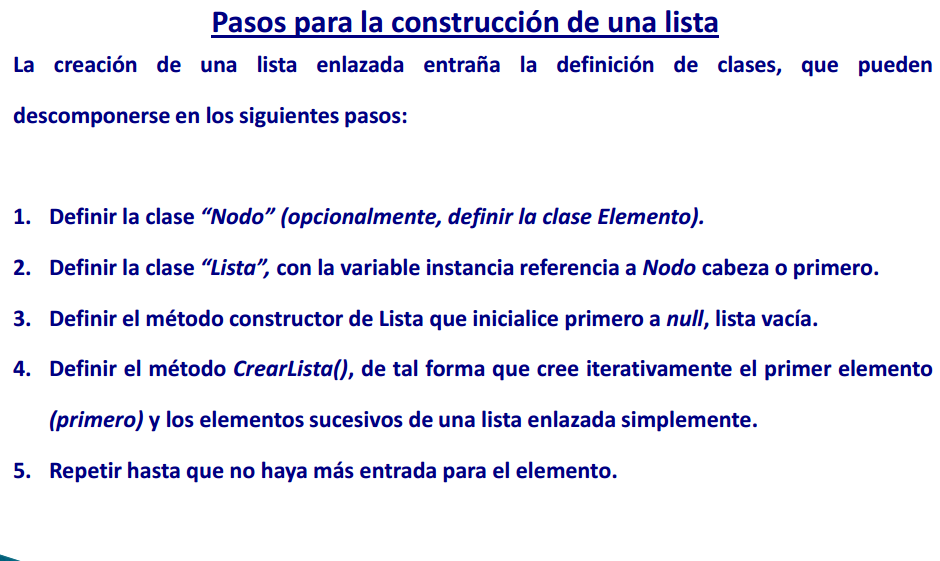 Pasos para la construcción de una lista
La creación de una lista enlazada entraña la definición de clases, que pueden
descomponerse en los siguientes pasos:
1. Definir la clase “Nodo” (opcionalmente, definir la clase Elemento).
2. Definir la clase “Lista”, con la variable instancia referencia a Nodo cabeza o primero.
3. Definir el método constructor de Lista que inicialice primero a null, lista vacía.
4. Definir el método CrearLista(), de tal forma que cree iterativamente el primer elemento
(primero) y los elementos sucesivos de una lista enlazada simplemente.
5. Repetir hasta que no haya más entrada para el elemento.